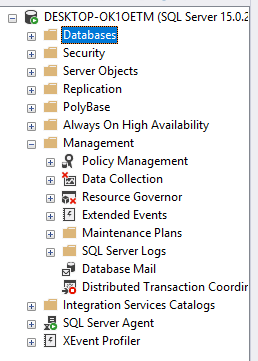 DESKTOP-OK1OETM (SQL Server 15.0.2
Databases
Security
Server Objects
Replication
PolyBase
Always On High Availability
Management
Policy Management
Data Collection
Resource Governor
Extended Events
Maintenance Plans
SQL Server Logs
Database Mail
Distributed Transaction Coordin
Integration Services Catalogs
SQL Server Agent
XEvent Profiler